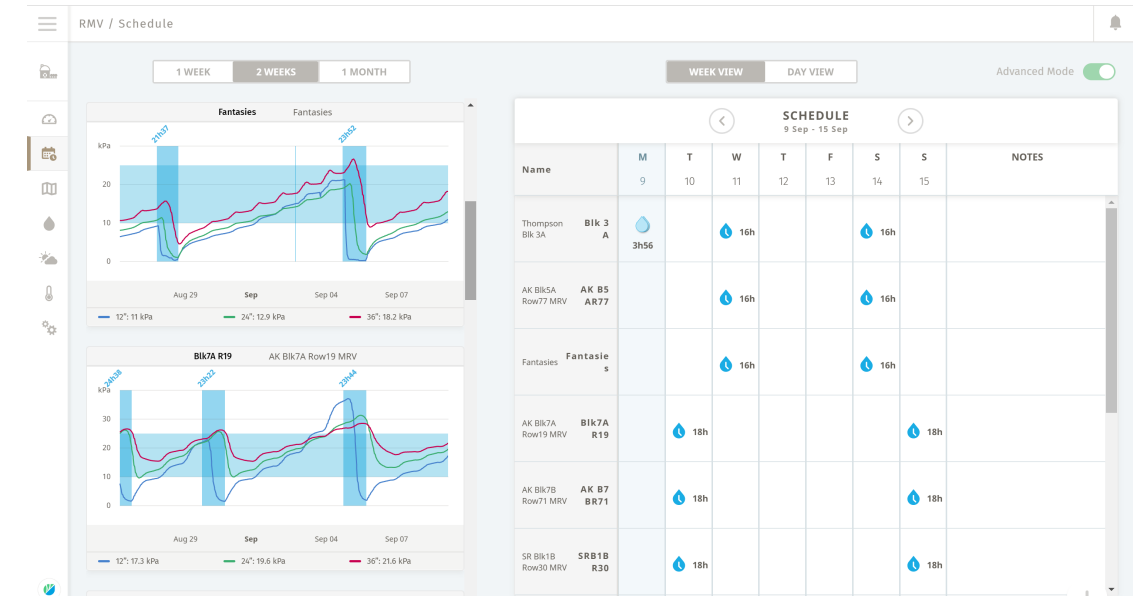 RMV / Schedule
1 WEEK 2 WEEKS 1 MONTH
WEEK VIEW DAY VIEW
Advanced Mode
Fantasies Fantasies
21h37 23h52
kPa
20
10
0
Aug 29 Sep Sep 04 Sep 07
12": 11 kPa 24": 12.9 kPa 36": 18.2 kPa
Blk7A R19 AK Blk7A Row19 MRV
24h38 23h22 23h44
kPa
30
20
10
0
Aug 29 Sep Sep 04 Sep 07
12": 17.3 kPa 24": 19.6 kPa 36": 21.6 kPa
SCHEDULE
9 Sep - 15 Sep
Name M T W T F S S NOTES
9 10 11 12 13 14 15
Thompson Blk 3
Blk 3A A
3h56 16h 16h
AK Blk5A AK B5
Row77 MRV AR77
16h 16h
Fantasies Fantasie
s
16h 16h
AK Blk7A Blk7A
Row19 MRV R19
18h 18h
AK Blk7B AK B7
Row71 MRV BR71
18h 18h
SR Blk1B SRB1B
Row30 MRV R30
18h 18h